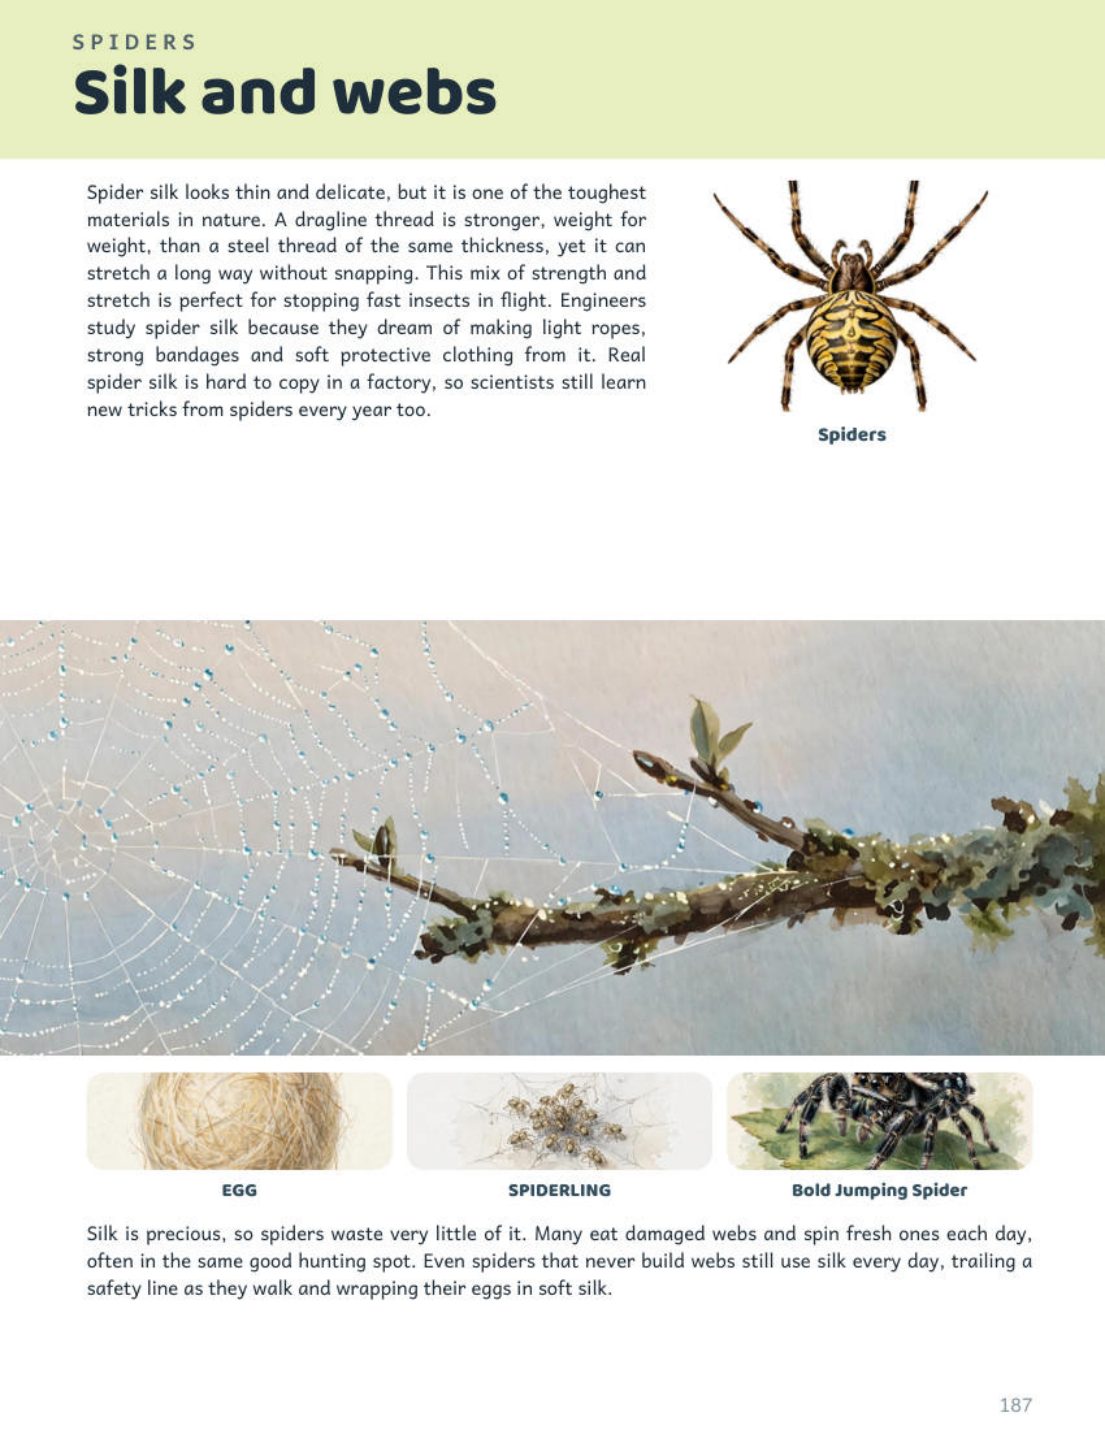 SPIDERS
Silk and webs
Spider silk looks thin and delicate, but it is one of the toughest
materials in nature. A dragline thread is stronger, weight for
weight, than a steel thread of the same thickness, yet it can
stretch a long way without snapping. This mix of strength and
stretch is perfect for stopping fast insects in flight. Engineers
study spider silk because they dream of making light ropes,
strong bandages and soft protective clothing from it. Real
spider silk is hard to copy in a factory, so scientists still learn
new tricks from spiders every year too.
Spiders
EGG
SPIDERLING
Bold Jumping Spider
Silk is precious, so spiders waste very little of it. Many eat damaged webs and spin fresh ones each day,
often in the same good hunting spot. Even spiders that never build webs still use silk every day, trailing a
safety line as they walk and wrapping their eggs in soft silk.
187